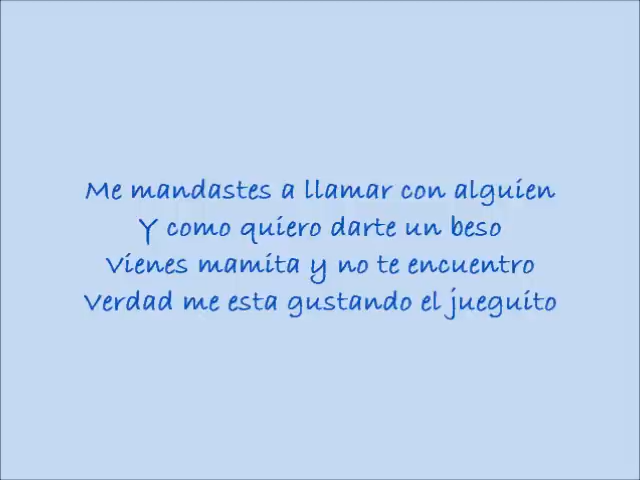 Me mandastes a llamar con alguien
Y como quiero darte un beso
Vienes mamita y no te encuentro
Verdad me esta gustando el jueguito